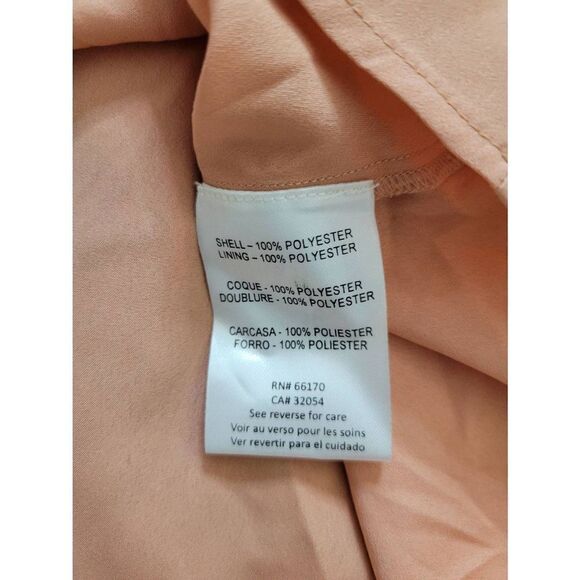 SHELL – 100% POLYESTER
LINING – 100% POLYESTER
COQUE - 100% POLYESTER
DOUBLURE - 100% POLYESTER
CARCASA - 100% POLIESTER
FORRO - 100% POLIESTER
RN# 66170
CA# 32054
See reverse for care
Voir au verso pour les soins
Ver revertir para el cuidado